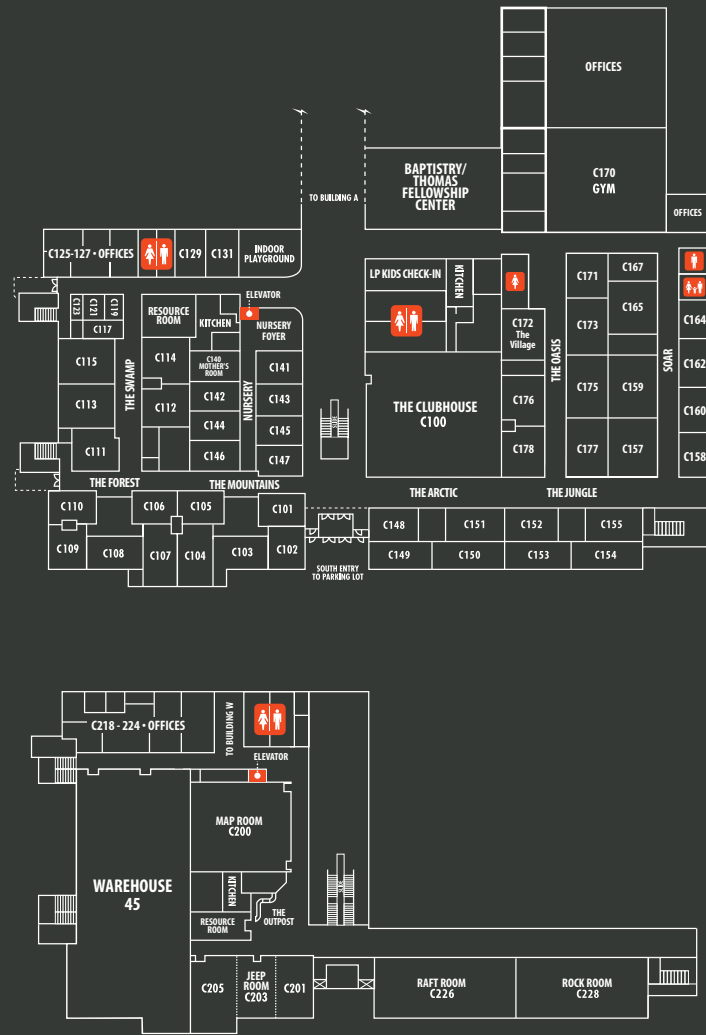 OFFICES
C170
GYM
OFFICES
BAPTISTRY/
THOMAS
FELLOWSHIP
CENTER
TO BUILDING A
C125-127 • OFFICES
C129
C131
INDOOR
PLAYGROUND
LP KIDS CHECK-IN
KITCHEN
C171
C167
C165
C164
C173
C172
The
Village
THE OASIS
SOAR
C123
C121
C119
C117
RESOURCE
ROOM
KITCHEN
ELEVATOR
NURSERY
FOYER
C115
C114
C140
MOTHER'S
ROOM
C141
C113
THE SWAMP
C112
C142
NURSERY
C143
C144
C145
C111
C146
C147
SLIDE
THE CLUBHOUSE
C100
C176
C178
C175
C159
C177
C157
C162
C160
C158
THE FOREST
THE MOUNTAINS
THE ARCTIC
THE JUNGLE
C110
C106
C105
C101
C109
C108
C107
C104
C103
C102
SOUTH ENTRY
TO PARKING LOT
C148
C151
C152
C155
C149
C150
C153
C154
C218 - 224 • OFFICES
TO BUILDING W
ELEVATOR
MAP ROOM
C200
WAREHOUSE
45
KITCHEN
RESOURCE
ROOM
THE
OUTPOST
SLIDE
C205
JEEP
ROOM
C203
C201
RAFT ROOM
C226
ROCK ROOM
C228